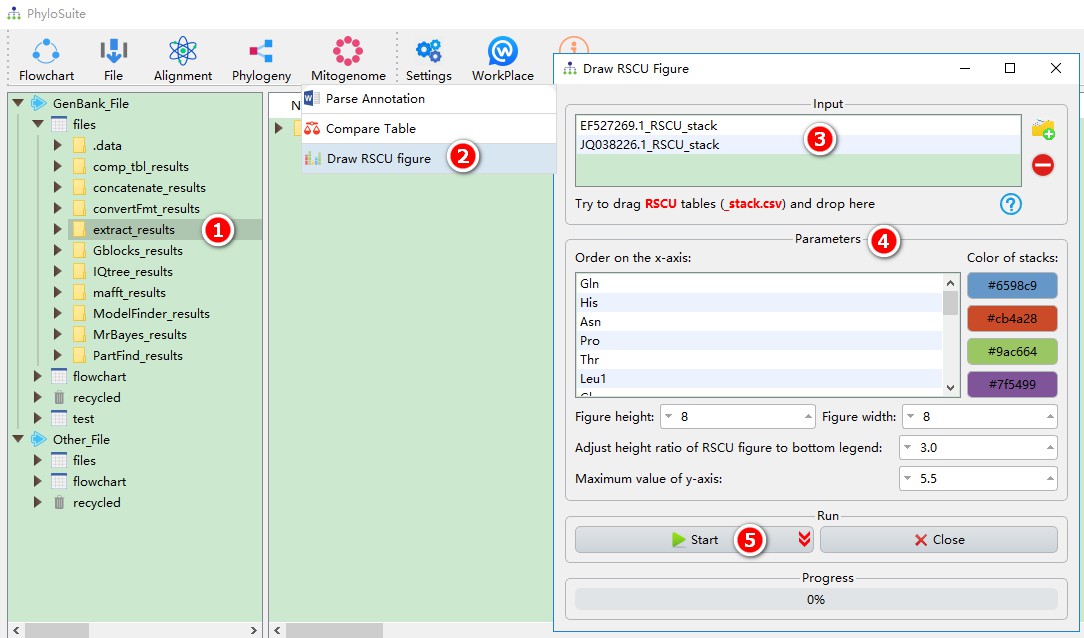 PhyloSuite
Flowchart File Alignment Phylogeny Mitogenome Settings WorkPlace
Parse Annotation
Compare Table
Draw RSCU figure
2
N
GenBank_File
files
.data
comp_tbl_results
concatenate_results
convertFmt_results
extract_results
1
Gblocks_results
IQtree_results
mafft_results
ModelFinder_results
MrBayes_results
PartFind_results
flowchart
recycled
test
Other_File
files
flowchart
recycled
Draw RSCU Figure
Input
EF527269.1_RSCU_stack
JQ038226.1_RSCU_stack
3
Try to drag RSCU tables (_stack.csv) and drop here
?
Parameters
4
Order on the x-axis:
Color of stacks:
Gln
His
Asn
Pro
Thr
Leu1
#6598c9
#cb4a28
#9ac664
#7f5499
Figure height: 8 Figure width: 8
Adjust height ratio of RSCU figure to bottom legend: 3.0
Maximum value of y-axis: 5.5
Run
Start 5 Close
Progress
0%